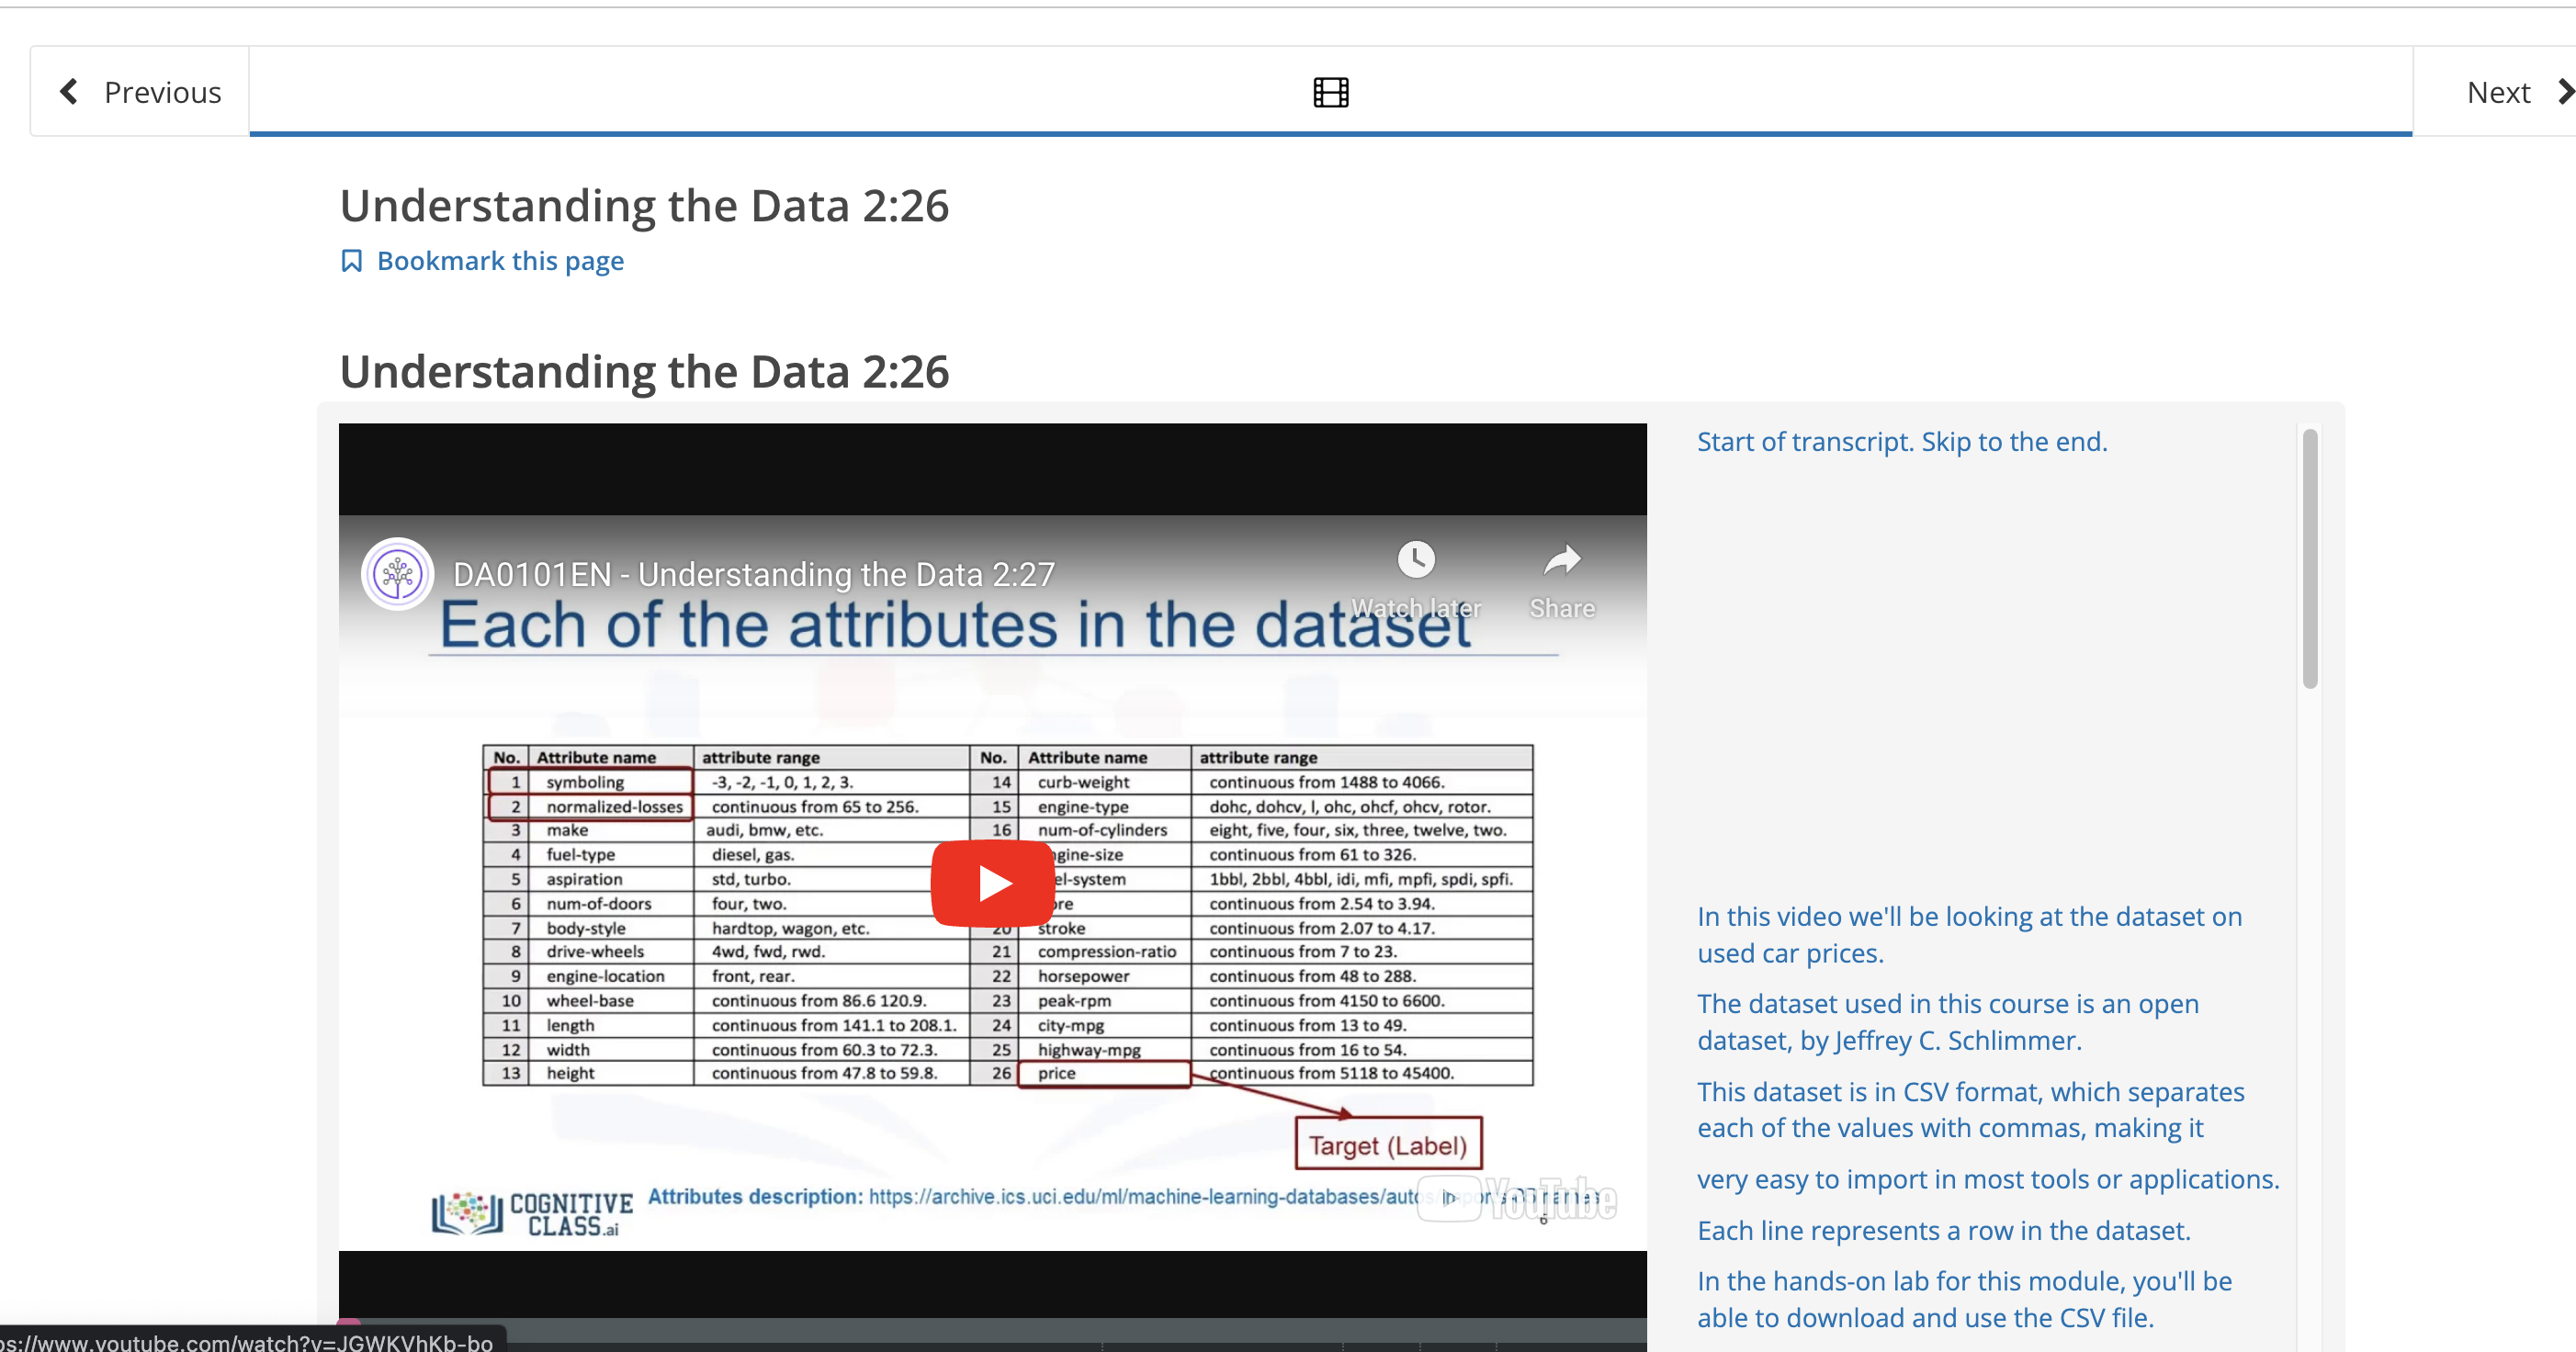 Previous
Next
Understanding the Data 2:26
Bookmark this page
Understanding the Data 2:26
DA0101EN - Understanding the Data 2:27
Watch later
Share
Each of the attributes in the dataset
No. Attribute name attribute range No. Attribute name attribute range
1 symboling -3, -2, -1, 0, 1, 2, 3. 14 curb-weight continuous from 1488 to 4066.
2 normalized-losses continuous from 65 to 256. 15 engine-type dohc, dohcv, l, ohc, ohcf, ohcv, rotor.
3 make audi, bmw, etc. 16 num-of-cylinders eight, five, four, six, three, twelve, two.
4 fuel-type diesel, gas. continuous from 61 to 326.
5 aspiration std, turbo. 1bbl, 2bbl, 4bbl, idi, mfi, mpfi, spdi, spfi.
6 num-of-doors four, two. continuous from 2.54 to 3.94.
7 body-style hardtop, wagon, etc. 20 stroke continuous from 2.07 to 4.17.
8 drive-wheels 4wd, fwd, rwd. 21 compression-ratio continuous from 7 to 23.
9 engine-location front, rear. 22 horsepower continuous from 48 to 288.
10 wheel-base continuous from 86.6 120.9. 23 peak-rpm continuous from 4150 to 6600.
11 length continuous from 141.1 to 208.1. 24 city-mpg continuous from 13 to 49.
12 width continuous from 60.3 to 72.3. 25 highway-mpg continuous from 16 to 54.
13 height continuous from 47.8 to 59.8. 26 price continuous from 5118 to 45400.
Target (Label)
COGNITIVE
CLASS.ai
Attributes description: https://archive.ics.uci.edu/ml/machine-learning-databases/autos/
YouTube
6
ps://www.youtube.com/watch?v=JGWKVhKb-bo
Start of transcript. Skip to the end.
In this video we'll be looking at the dataset on
used car prices.
The dataset used in this course is an open
dataset, by Jeffrey C. Schlimmer.
This dataset is in CSV format, which separates
each of the values with commas, making it
very easy to import in most tools or applications.
Each line represents a row in the dataset.
In the hands-on lab for this module, you'll be
able to download and use the CSV file.